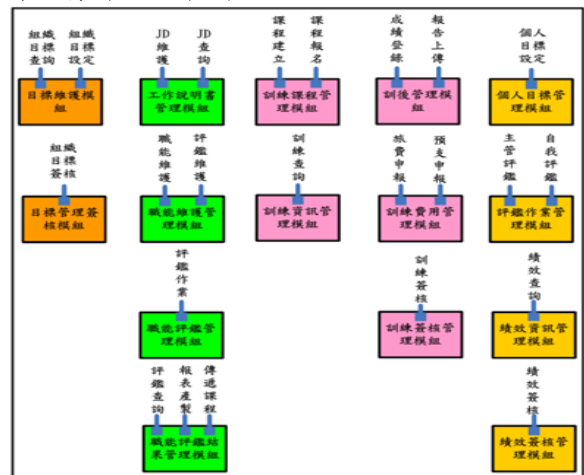 組織目標查詢
組織目標設定
JD維護
JD查詢
課程建立
課程報名
成績登錄
報告上傳
個人目標設定
目標維護模組
工作說明書管理模組
訓練課程管理模組
訓後管理模組
個人目標管理模組
組織目標簽核
職能維護
評鑑維護
訓練查詢
旅費申報
預支申報
主管評鑑
自我評鑑
目標管理簽核模組
職能維護管理模組
訓練資訊管理模組
訓練費用管理模組
評鑑作業管理模組
評鑑作業
訓練簽核
績效查詢
職能評鑑管理模組
訓練簽核管理模組
績效資訊管理模組
評鑑查詢
報表產製
傳遞課程
績效簽核
職能評鑑結果管理模組
績效簽核管理模組